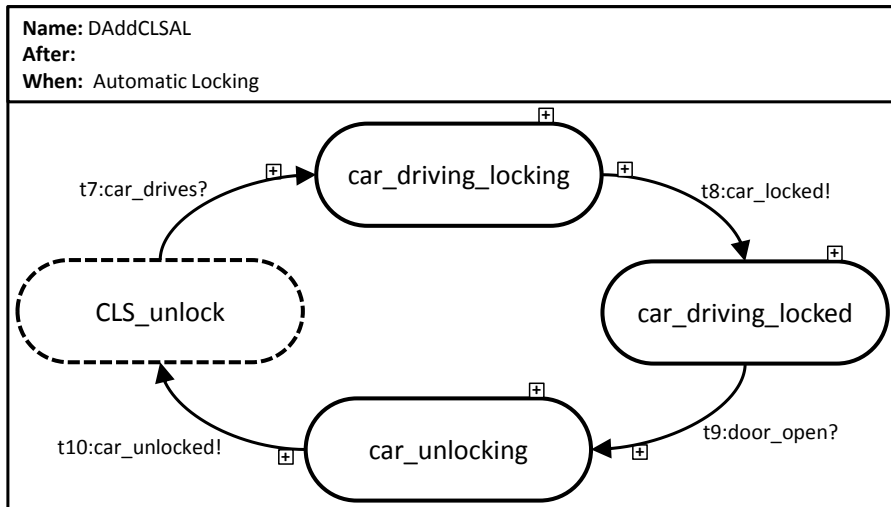 Name: DAddCLSAL
After:
When: Automatic Locking
+
car_driving_locking
+
+
t7:car_drives?
t8:car_locked!
+
CLS_unlock
car_driving_locked
+
t10:car_unlocked!
car_unlocking
t9:door_open?
+
+